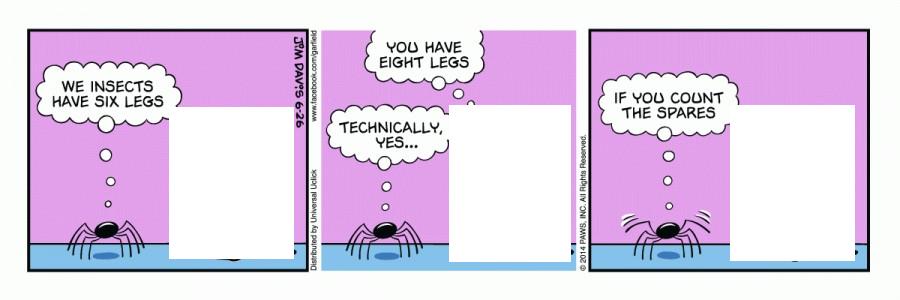 WE INSECTS
HAVE SIX LEGS
JIM DAVIS 6-26
www.facebook.com/garfield
Distributed by Universal Uclick
YOU HAVE
EIGHT LEGS
TECHNICALLY,
YES...
© 2014 PAWS, INC. All Rights Reserved.
IF YOU COUNT
THE SPARES